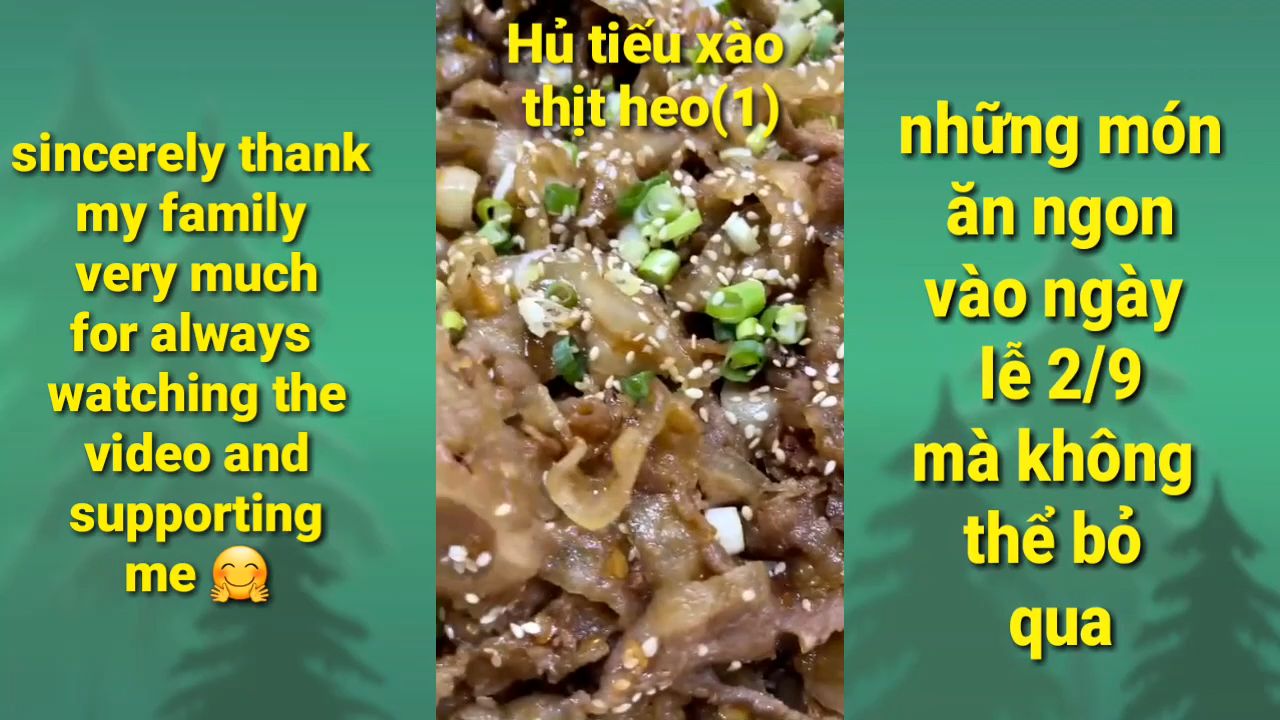 sincerely thank
my family
very much
for always
watching the
video and
supporting
me 🤗
Hủ tiếu xào
thịt heo(1)
những món
ăn ngon
vào ngày
lễ 2/9
mà không
thể bỏ
qua